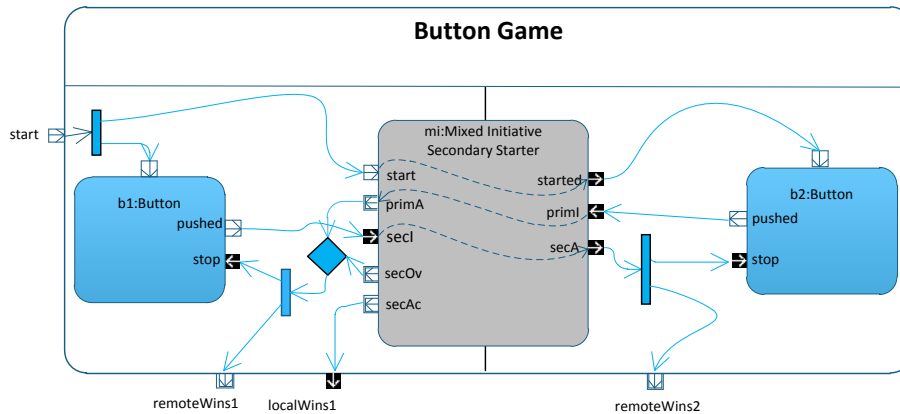 Button Game
start
mi:Mixed Initiative
Secondary Starter
start
started
b1:Button
b2:Button
primA
primI
pushed
pushed
secI
secA
stop
stop
secOv
secAc
remoteWins1
localWins1
remoteWins2